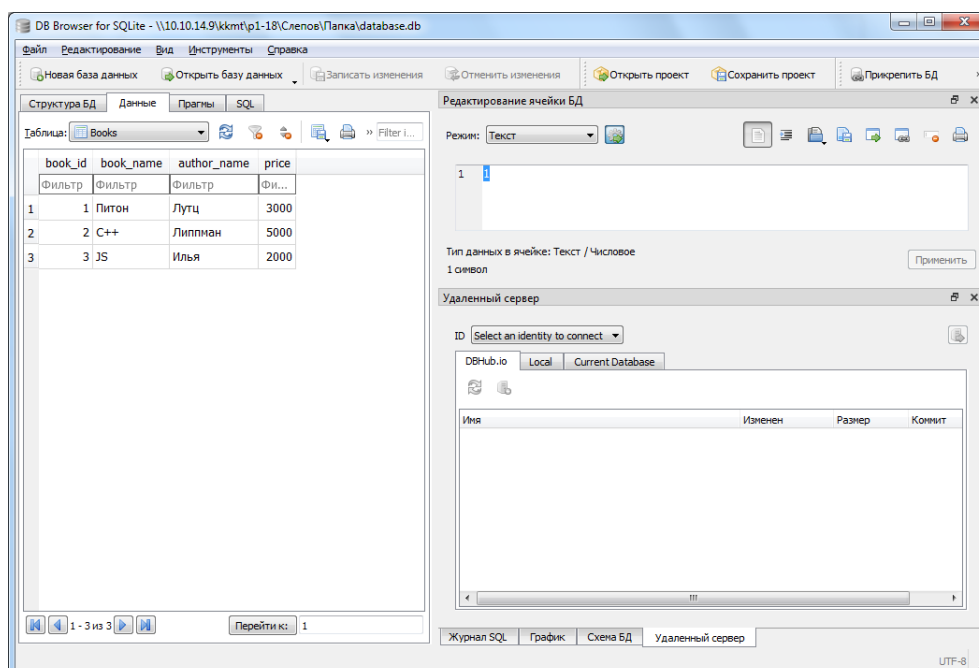 DB Browser for SQLite - \\10.10.14.9\kkmt\p1-18\Слепов\Папка\database.db
Файл Редактирование Вид Инструменты Справка
Новая база данных Открыть базу данных Записать изменения Отменить изменения Открыть проект Сохранить проект Прикрепить БД »
Структура БД Данные Прагмы SQL
Таблица: Books » Filter i...
book_id book_name author_name price
Фильтр Фильтр Фильтр Фи...
1 1 Питон Лутц 3000
2 2 C++ Липпман 5000
3 3 JS Илья 2000
1 - 3 из 3 Перейти к: 1
Редактирование ячейки БД
Режим: Текст
1 1
Тип данных в ячейке: Текст / Числовое
1 символ
Применить
Удаленный сервер
ID Select an identity to connect
DBHub.io Local Current Database
Имя Изменен Размер Коммит
Журнал SQL График Схема БД Удаленный сервер
UTF-8